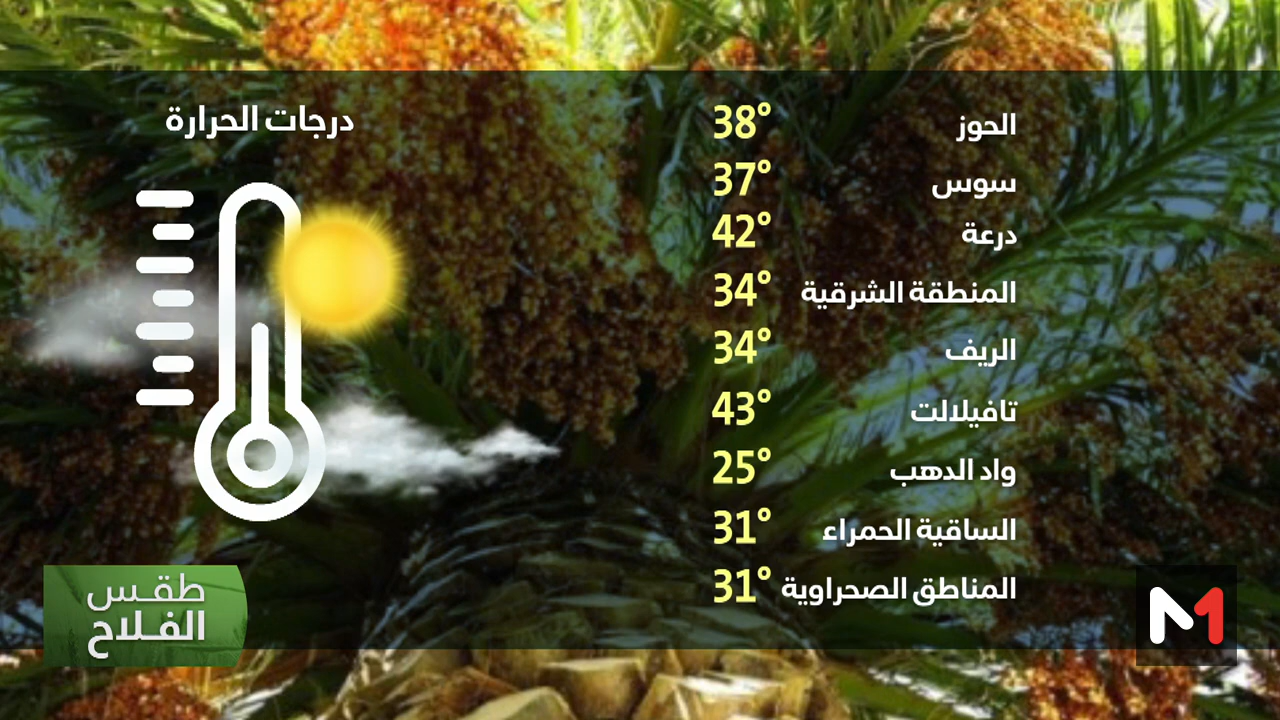 درجات الحرارة
الحوز 38°
سوس 37°
درعة 42°
المنطقة الشرقية 34°
الريف 34°
تافيلالت 43°
واد الدهب 25°
الساقية الحمراء 31°
المناطق الصحراوية 31°
طقس
الفلاح
M1